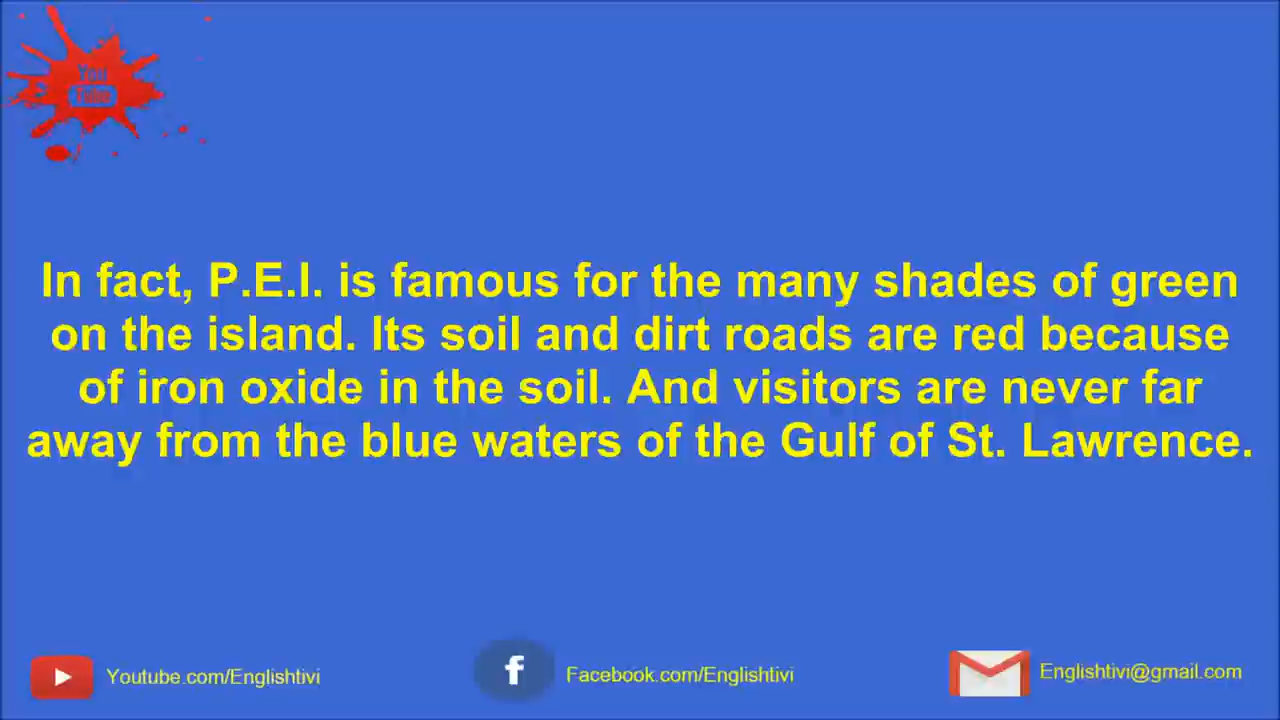 You
Tube
In fact, P.E.I. is famous for the many shades of green
on the island. Its soil and dirt roads are red because
of iron oxide in the soil. And visitors are never far
away from the blue waters of the Gulf of St. Lawrence.
Youtube.com/Englishtivi
f
Facebook.com/Englishtivi
Englishtivi@gmail.com